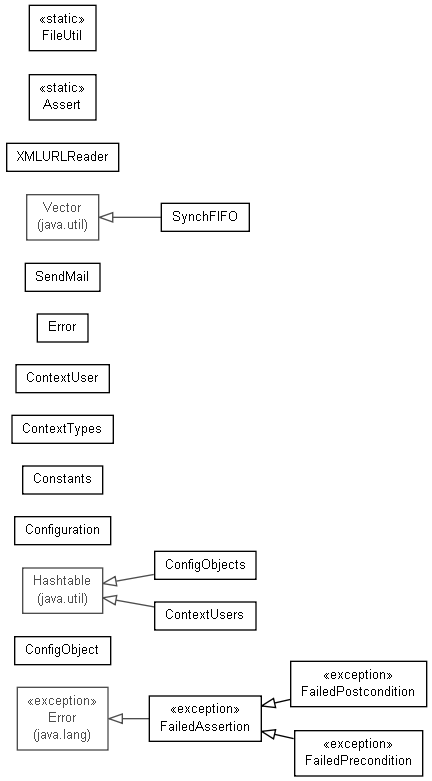 «static»
FileUtil
«static»
Assert
XMLURLReader
Vector
(java.util)
SynchFIFO
SendMail
Error
ContextUser
ContextTypes
Constants
Configuration
Hashtable
(java.util)
ConfigObjects
ContextUsers
ConfigObject
«exception»
Error
(java.lang)
«exception»
FailedAssertion
«exception»
FailedPostcondition
«exception»
FailedPrecondition